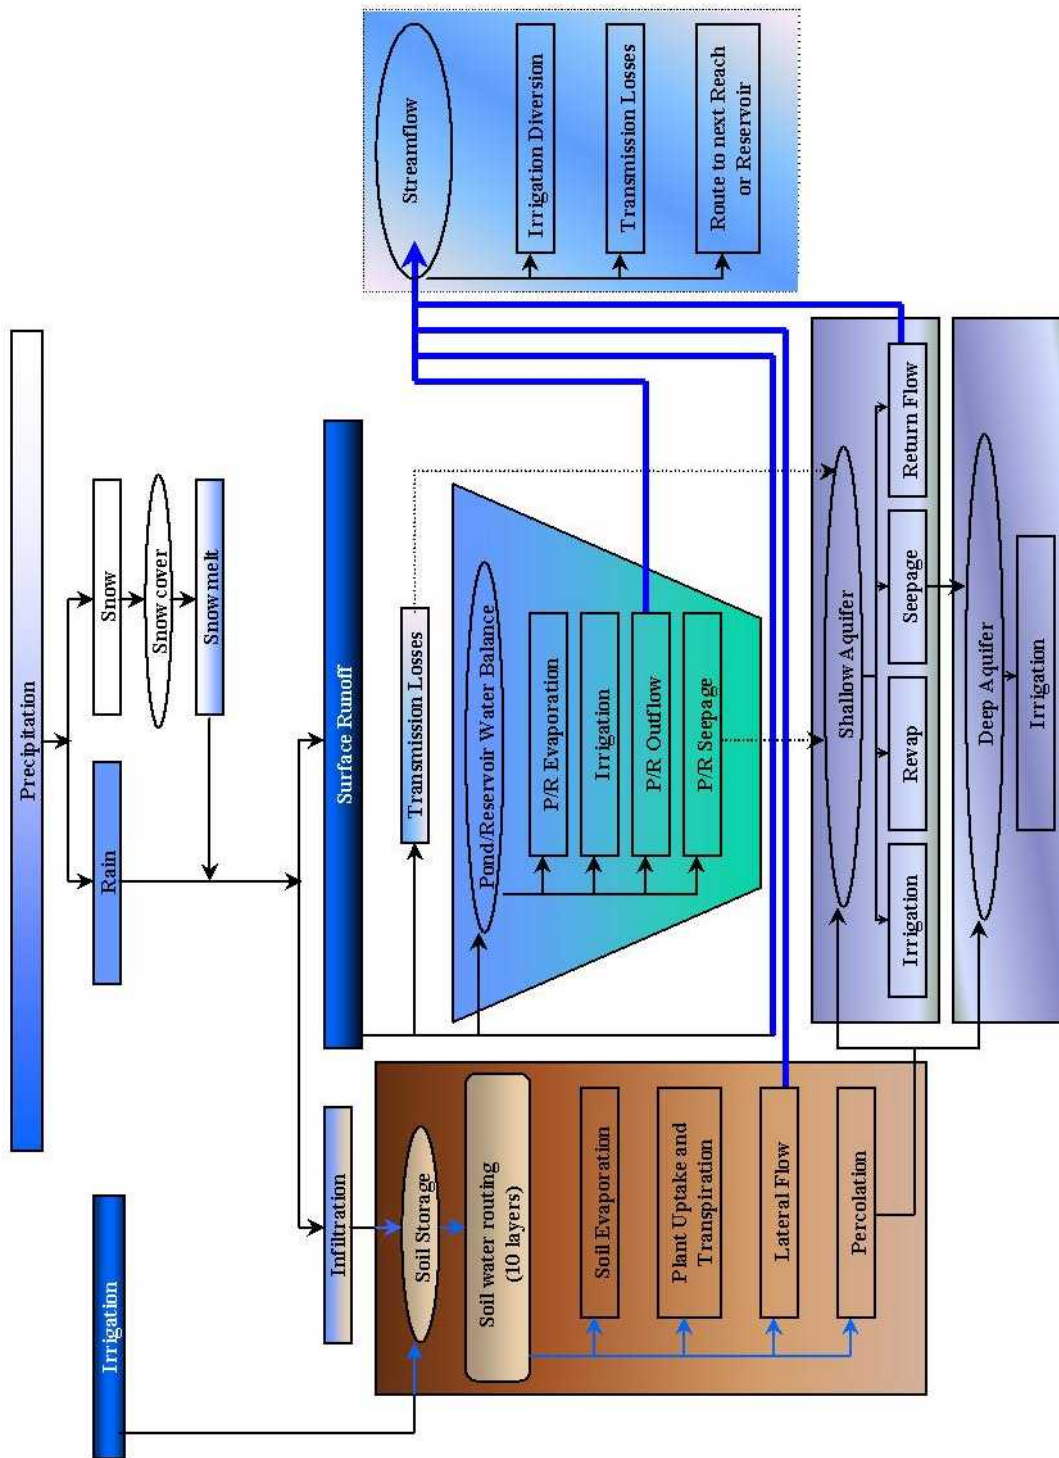 Precipitation
Irrigation
Rain
Snow
Snow cover
Snow melt
Infiltration
Surface Runoff
Soil Storage
Soil water routing
(10 layers)
Soil Evaporation
Plant Uptake and
Transpiration
Lateral Flow
Percolation
Transmission Losses
Pond/Reservoir Water Balance
P/R Evaporation
Irrigation
P/R Outflow
P/R Seepage
Streamflow
Irrigation Diversion
Transmission Losses
Route to next Reach
or Reservoir
Shallow Aquifer
Irrigation
Revap
Seepage
Return Flow
Deep Aquifer
Irrigation